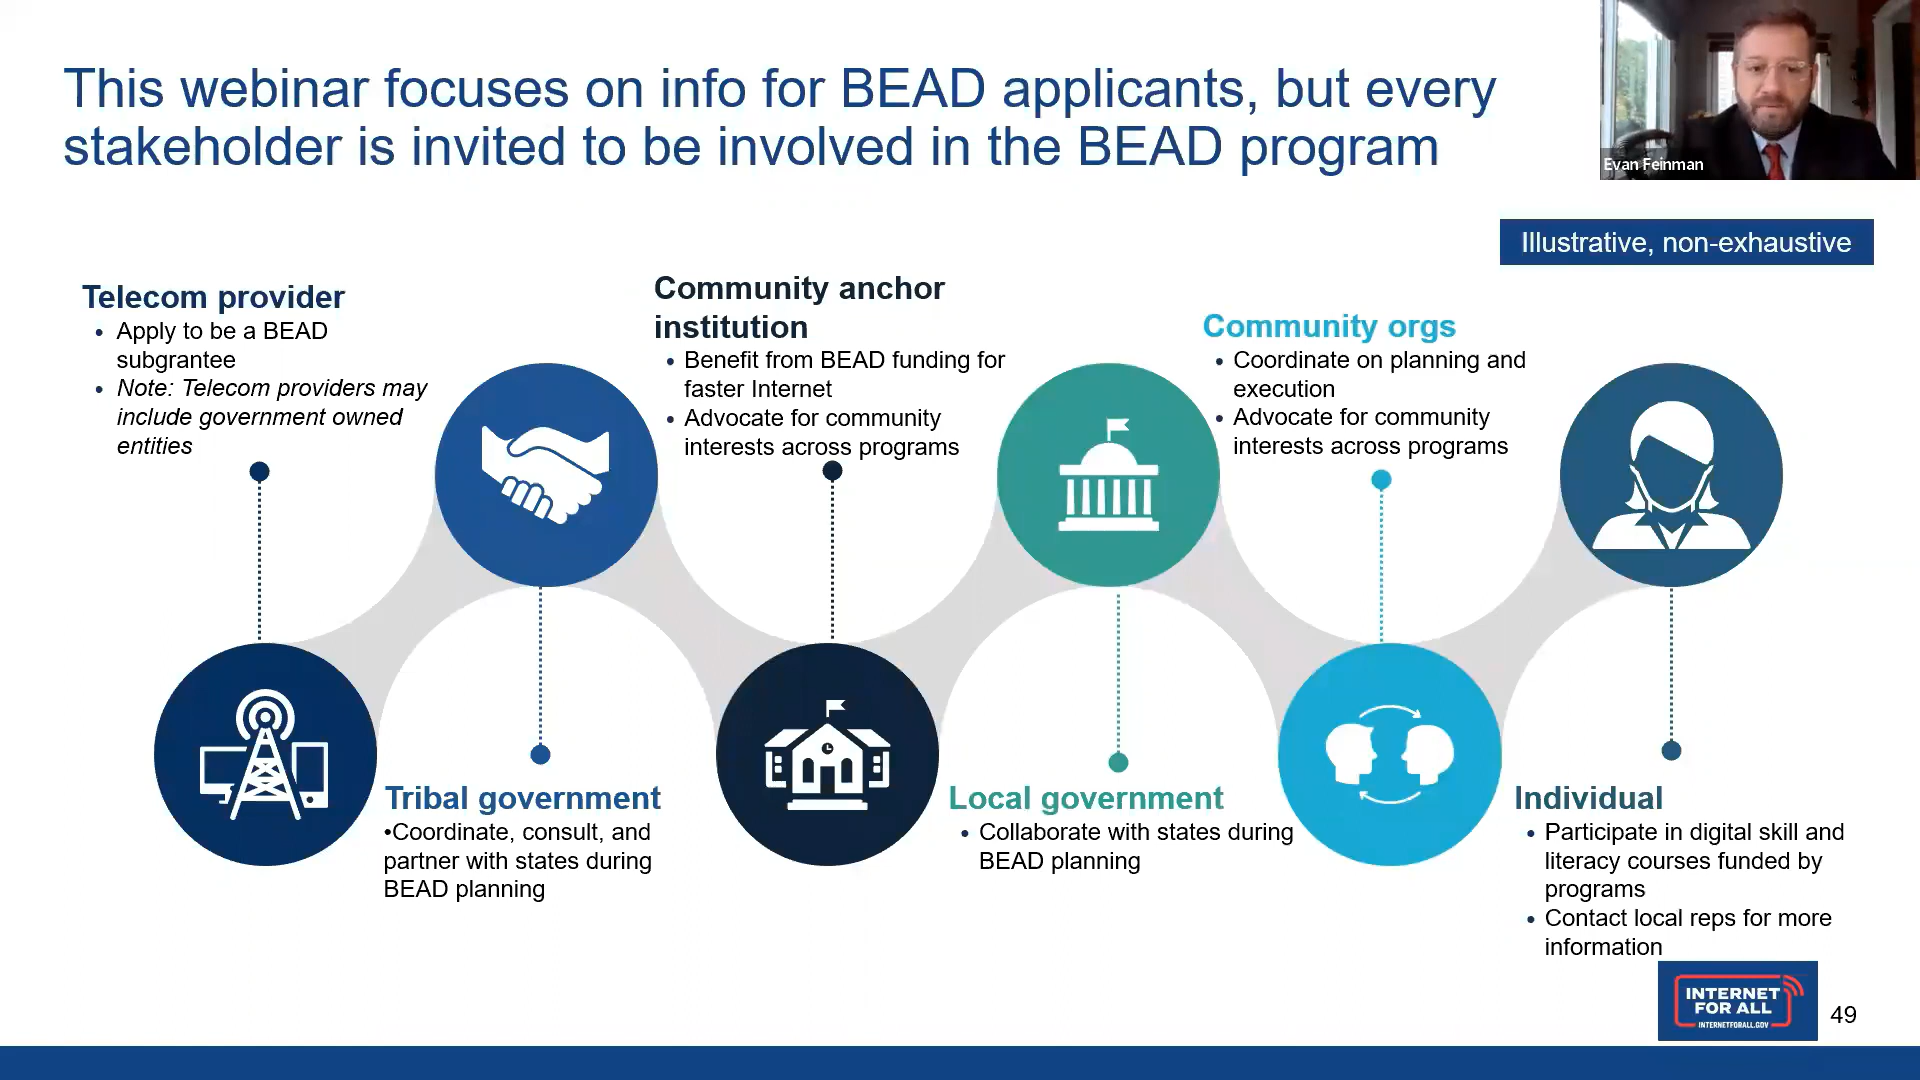 This webinar focuses on info for BEAD applicants, but every
stakeholder is invited to be involved in the BEAD program
Evan Feinman
Illustrative, non-exhaustive
Telecom provider
• Apply to be a BEAD
subgrantee
• Note: Telecom providers may
include government owned
entities
Community anchor
institution
• Benefit from BEAD funding for
faster Internet
• Advocate for community
interests across programs
Community orgs
• Coordinate on planning and
execution
• Advocate for community
interests across programs
Tribal government
•Coordinate, consult, and
partner with states during
BEAD planning
Local government
• Collaborate with states during
BEAD planning
Individual
• Participate in digital skill and
literacy courses funded by
programs
• Contact local reps for more
information
INTERNET
FOR ALL
INTERNETFORALL.GOV
49